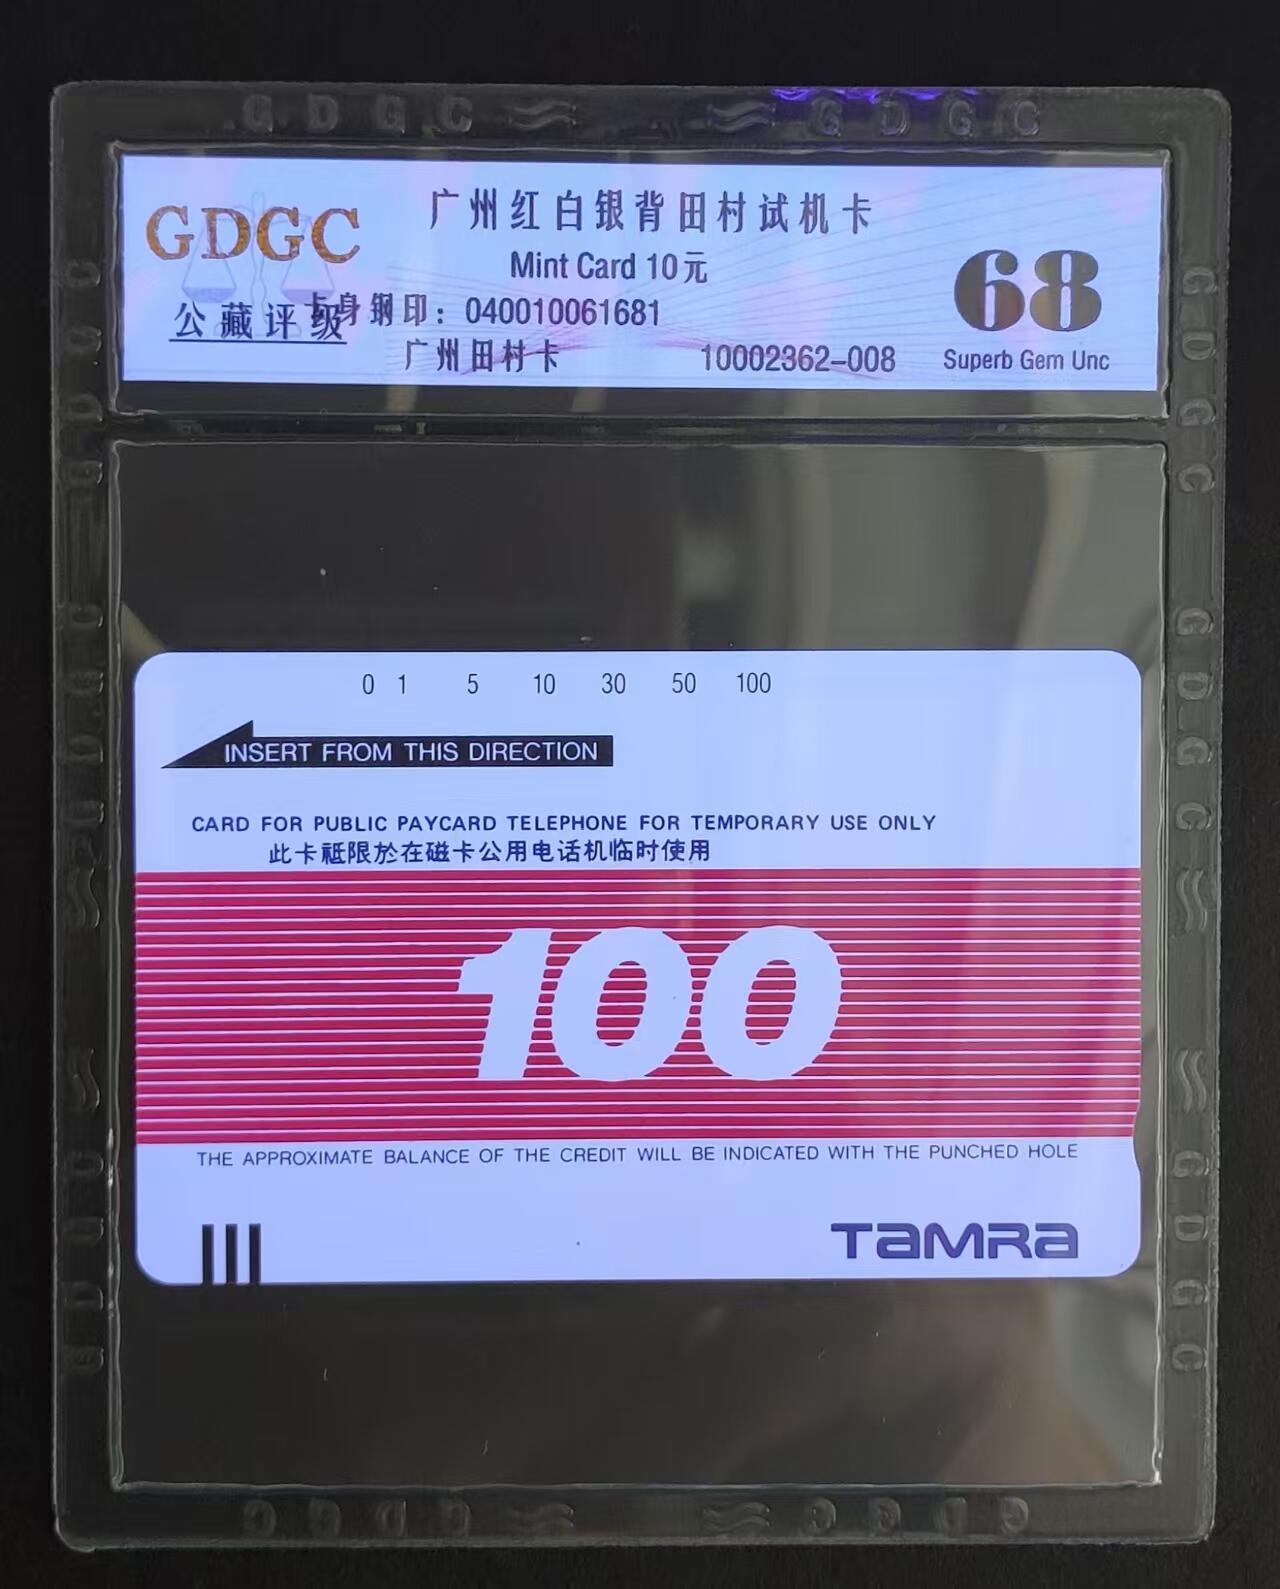 GDGC GDGC
GDGC
公藏评级
广州红白银背田村试机卡
Mint Card 10元
卡身钢印：040010061681
广州田村卡
10002362-008
68
Superb Gem Unc
0 1 5 10 30 50 100
INSERT FROM THIS DIRECTION
CARD FOR PUBLIC PAYCARD TELEPHONE FOR TEMPORARY USE ONLY
此卡祗限於在磁卡公用电话机临时使用
100
THE APPROXIMATE BALANCE OF THE CREDIT WILL BE INDICATED WITH THE PUNCHED HOLE
TAMRA